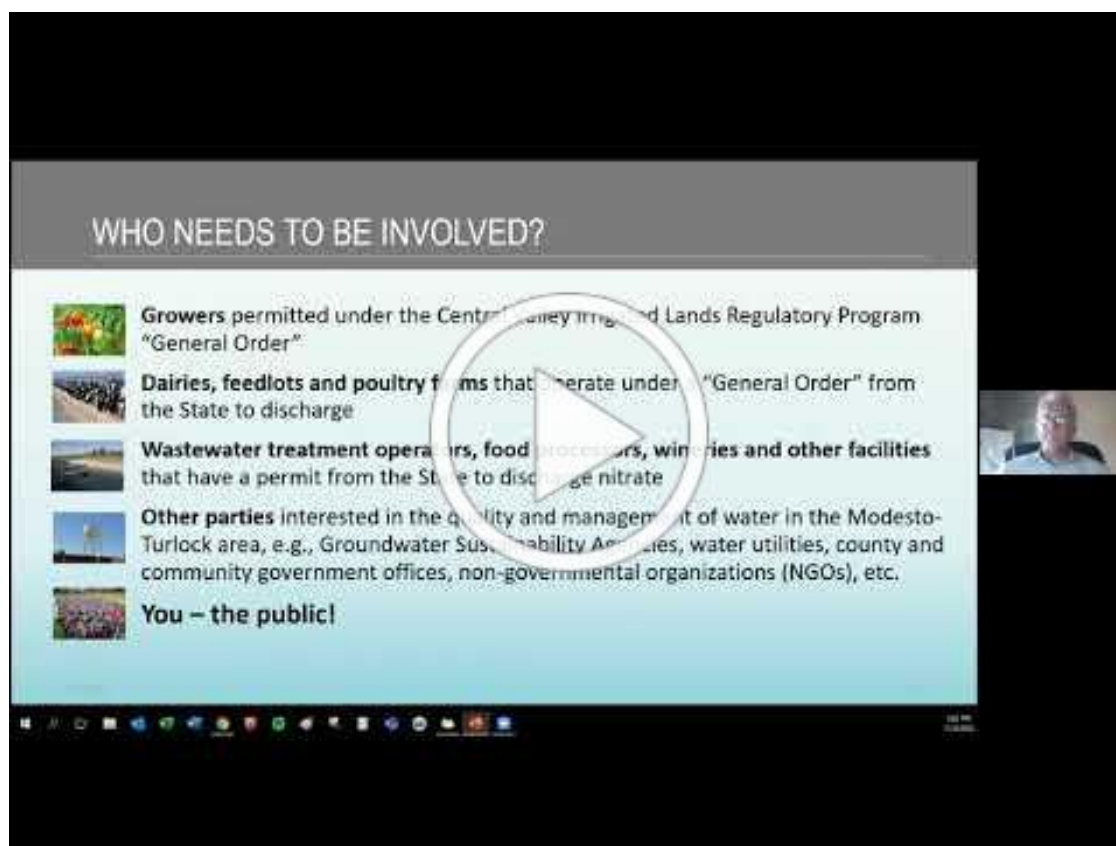 WHO NEEDS TO BE INVOLVED?
Growers permitted under the Central Valley Irrigated Lands Regulatory Program
"General Order"
Dairies, feedlots and poultry farms that operate under a "General Order" from
the State to discharge
Wastewater treatment operators, food processors, wineries and other facilities
that have a permit from the State to discharge nitrate
Other parties interested in the quality and management of water in the Modesto-
Turlock area, e.g., Groundwater Sustainability Agencies, water utilities, county and
community government offices, non-governmental organizations (NGOs), etc.
You – the public!